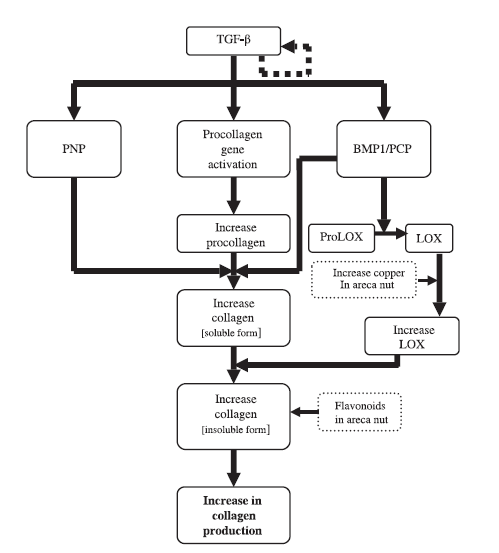 TGF-β
PNP
Procollagen
gene
activation
BMP1/PCP
Increase
procollagen
ProLOX
LOX
Increase copper
In areca nut
Increase
collagen
[soluble form]
Increase
LOX
Increase
collagen
[insoluble form]
Flavonoids
in areca nut
Increase in
collagen
production